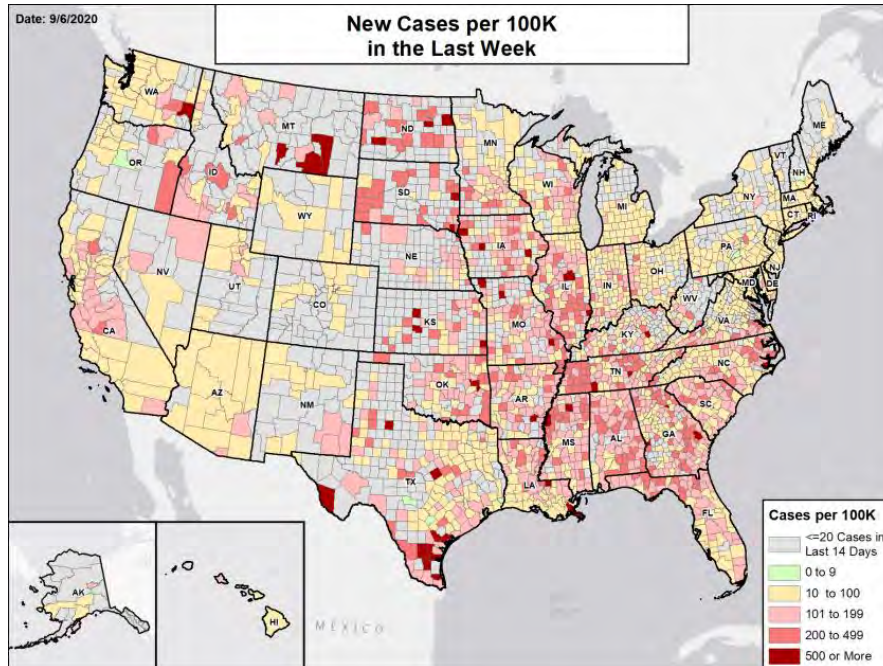 Date: 9/6/2020
New Cases per 100K
in the Last Week
WA
MT
ND
MN
ME
OR
ID
SD
WI
VT
NH
WY
MI
NY
MA
CT
RI
NE
IA
PA
NJ
NV
UT
CO
IL
IN
OH
MD
DE
WV
CA
KS
MO
KY
VA
AZ
NM
OK
AR
TN
NC
SC
MS
AL
GA
TX
LA
FL
AK
HI
MEXICO
Cases per 100K
<=20 Cases in
Last 14 Days
0 to 9
10 to 100
101 to 199
200 to 499
500 or More